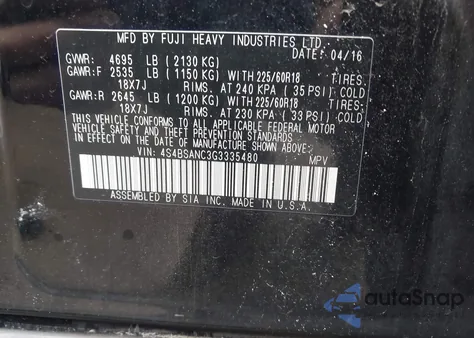 MFD BY FUJI HEAVY INDUSTRIES LTD.
DATE: 04/16
GVWR: 4695 LB (2130 KG)
GAWR:F 2535 LB (1150 KG) WITH 225/60R18 TIRES
18X7J RIMS, AT 240 KPA (35 PSI) COLD
GAWR:R 2645 LB (1200 KG) WITH 225/60R18 TIRES
18X7J RIMS, AT 230 KPA (33 PSI) COLD
THIS VEHICLE CONFORMS TO ALL APPLICABLE FEDERAL MOTOR
VEHICLE SAFETY AND THEFT PREVENTION STANDARDS
IN EFFECT ON THE DATE OF MANUFACTURE SHOWN ABOVE.
VIN: 4S4BSANC3G3335480 MPV
ASSEMBLED BY SIA, INC. MADE IN U.S.A.
autoSnap